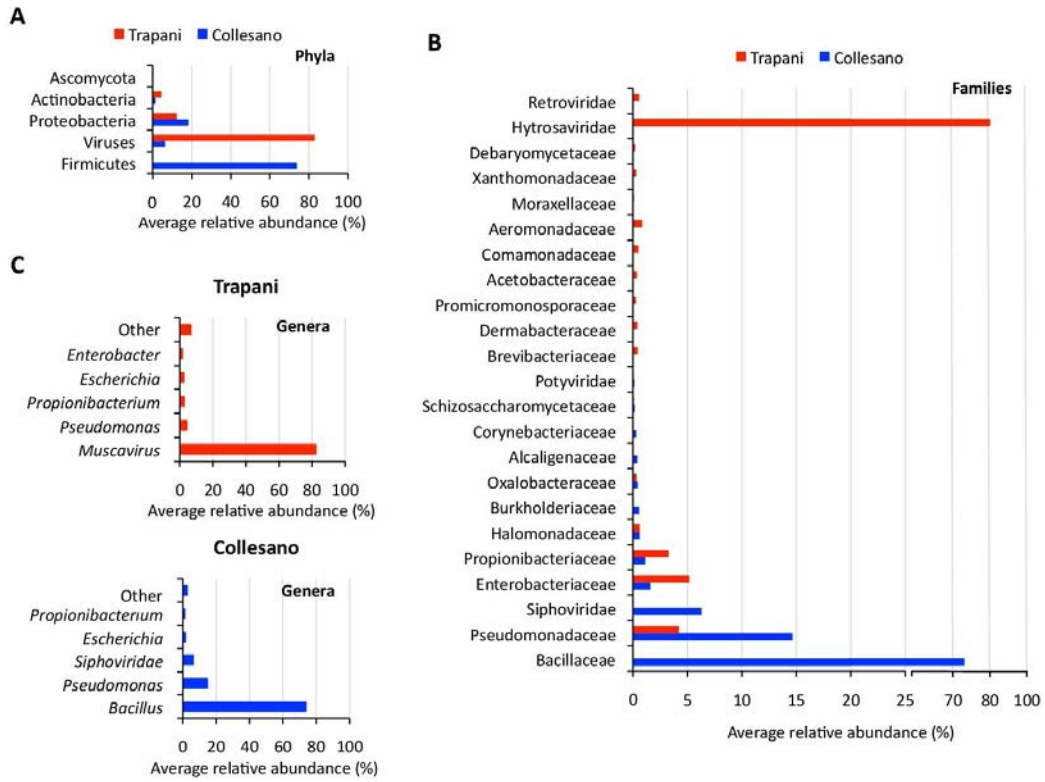 A
Trapani Collesano
Phyla
Ascomycota
Actinobacteria
Proteobacteria
Viruses
Firmicutes
0 20 40 60 80 100
Average relative abundance (%)
C
Trapani
Genera
Other
Enterobacter
Escherichia
Propionibacterium
Pseudomonas
Muscavirus
0 20 40 60 80 100
Average relative abundance (%)
Collesano
Genera
Other
Propionibacterium
Escherichia
Siphoviridae
Pseudomonas
Bacillus
0 20 40 60 80 100
Average relative abundance (%)
B
Trapani Collesano
Families
Retroviridae
Hytrosaviridae
Debaryomycetaceae
Xanthomonadaceae
Moraxellaceae
Aeromonadaceae
Comamonadaceae
Acetobacteraceae
Promicromonosporaceae
Dermabacteraceae
Brevibacteriaceae
Potyviridae
Schizosaccharomycetaceae
Corynebacteriaceae
Alcaligenaceae
Oxalobacteraceae
Burkholderiaceae
Halomonadaceae
Propionibacteriaceae
Enterobacteriaceae
Siphoviridae
Pseudomonadaceae
Bacillaceae
0 5 10 15 20 25 70 80 100
Average relative abundance (%)